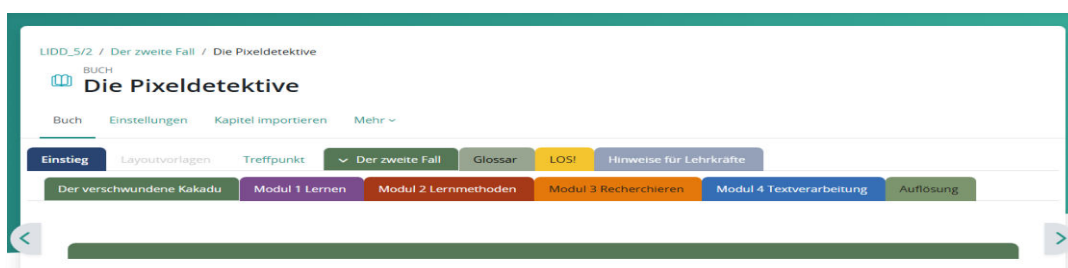 LIDD_5/2 / Der zweite Fall / Die Pixeldetektive
BUCH
Die Pixeldetektive
Buch Einstellungen Kapitel importieren Mehr
Einstieg Layoutvorlagen Treffpunkt Der zweite Fall Glossar LOS! Hinweise für Lehrkräfte
Der verschwundene Kakadu Modul 1 Lernen Modul 2 Lernmethoden Modul 3 Recherchieren Modul 4 Textverarbeitung Auflösung